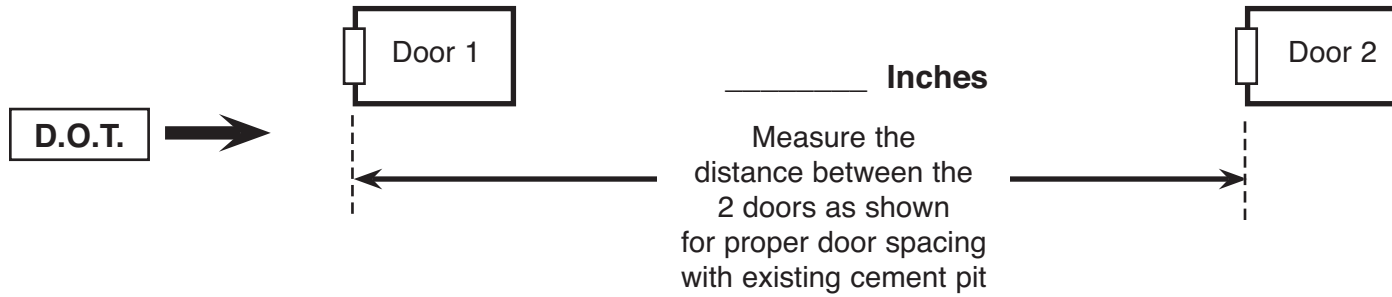 Door 1
Door 2
________ Inches
D.O.T.
Measure the
distance between the
2 doors as shown
for proper door spacing
with existing cement pit